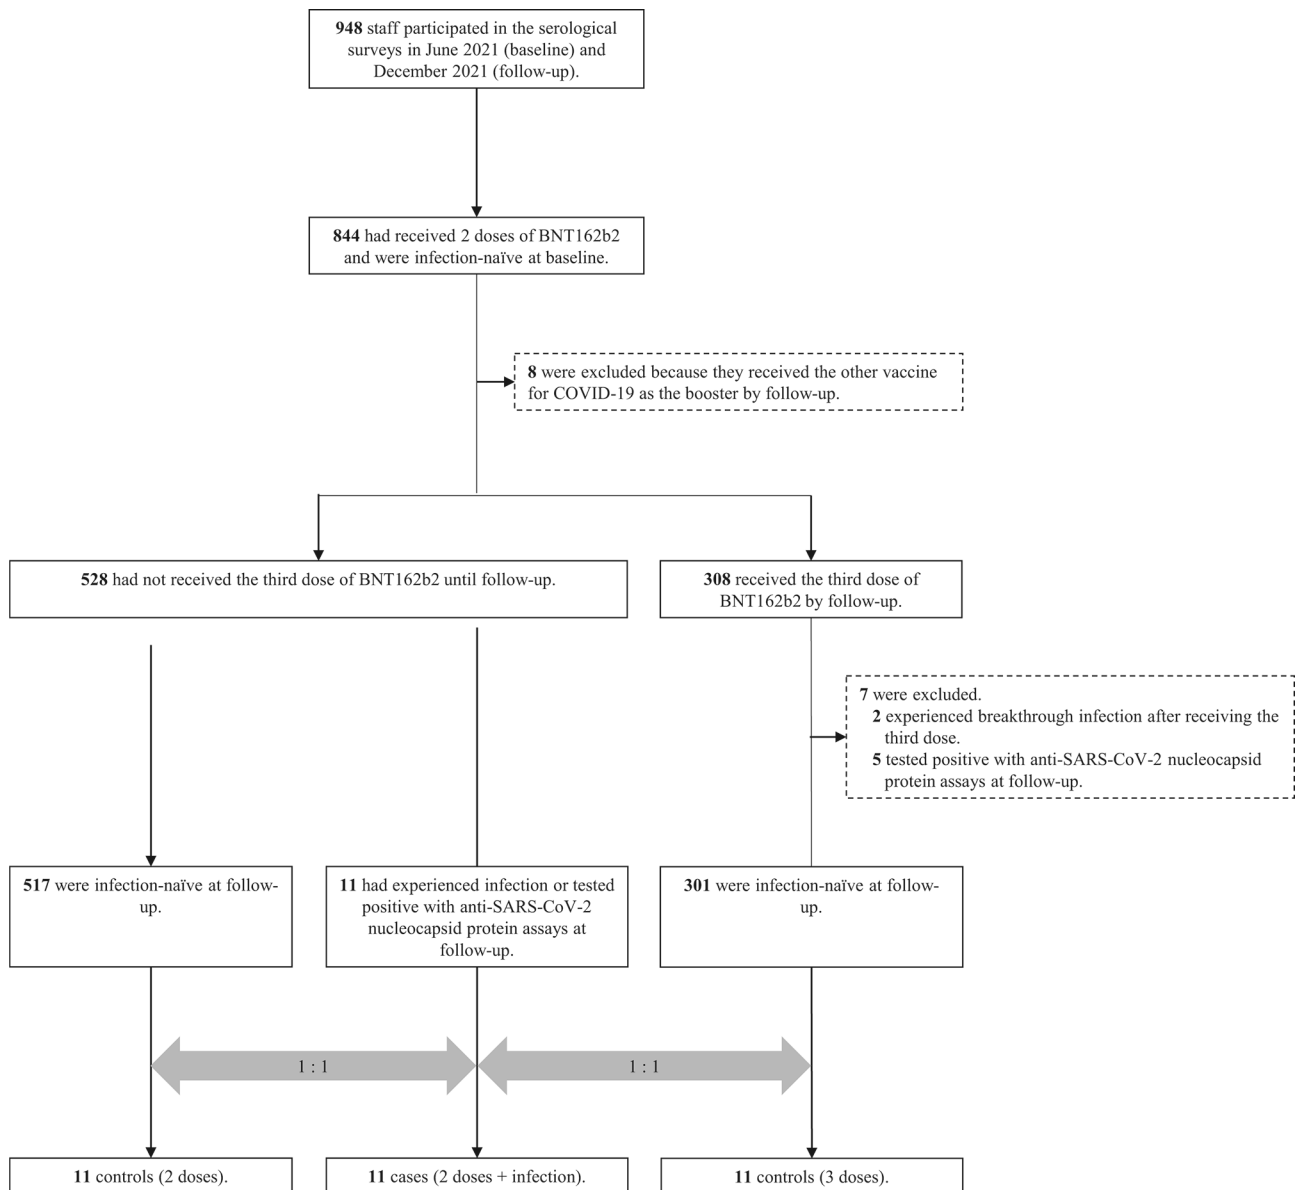 948 staff participated in the serological
surveys in June 2021 (baseline) and
December 2021 (follow-up).
844 had received 2 doses of BNT162b2
and were infection-naïve at baseline.
8 were excluded because they received the other vaccine
for COVID-19 as the booster by follow-up.
528 had not received the third dose of BNT162b2 until follow-up.
308 received the third dose of
BNT162b2 by follow-up.
7 were excluded.
2 experienced breakthrough infection after receiving the
third dose.
5 tested positive with anti-SARS-CoV-2 nucleocapsid
protein assays at follow-up.
517 were infection-naïve at follow-
up.
11 had experienced infection or tested
positive with anti-SARS-CoV-2
nucleocapsid protein assays at
follow-up.
301 were infection-naïve at follow-
up.
1 : 1
1 : 1
11 controls (2 doses).
11 cases (2 doses + infection).
11 controls (3 doses).